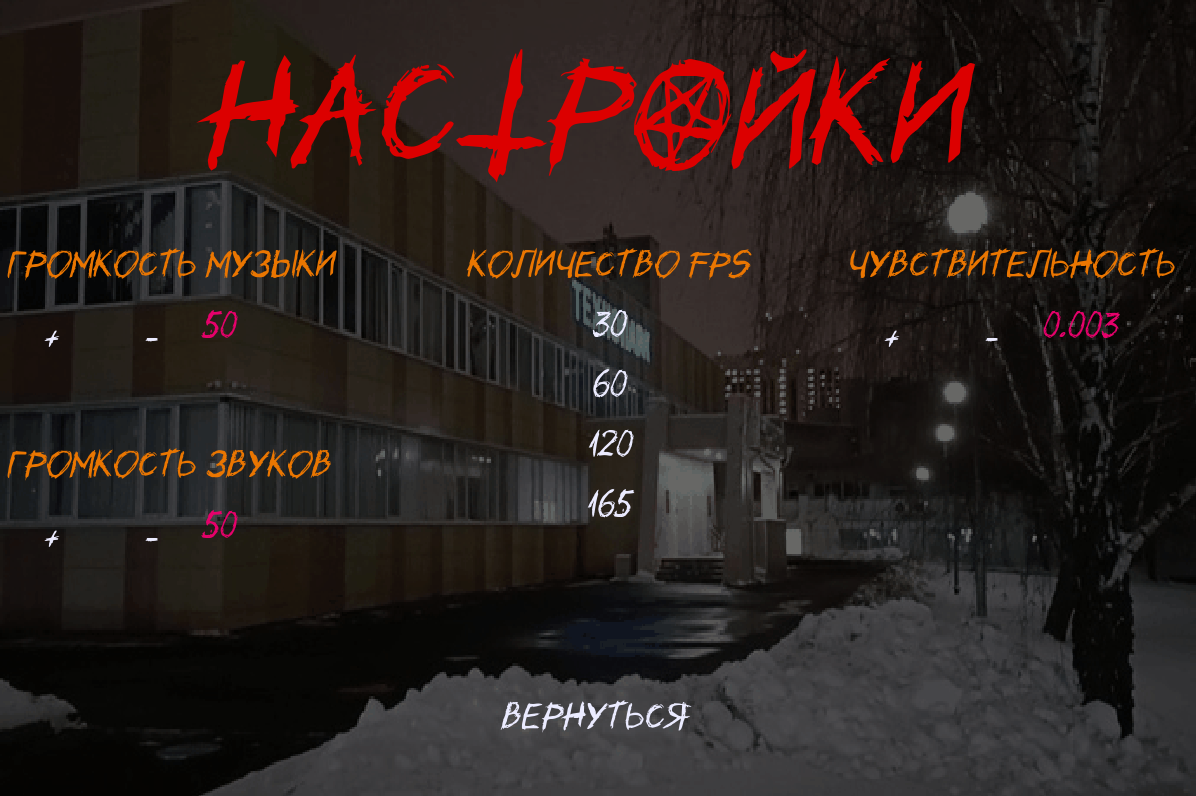 НАСТРОЙКИ
ГРОМКОСТЬ МУЗЫКИ
+ - 50
ГРОМКОСТЬ ЗВУКОВ
+ - 50
КОЛИЧЕСТВО FPS
30
60
120
165
ЧУВСТВИТЕЛЬНОСТЬ
+ - 0.003
ВЕРНУТЬСЯ